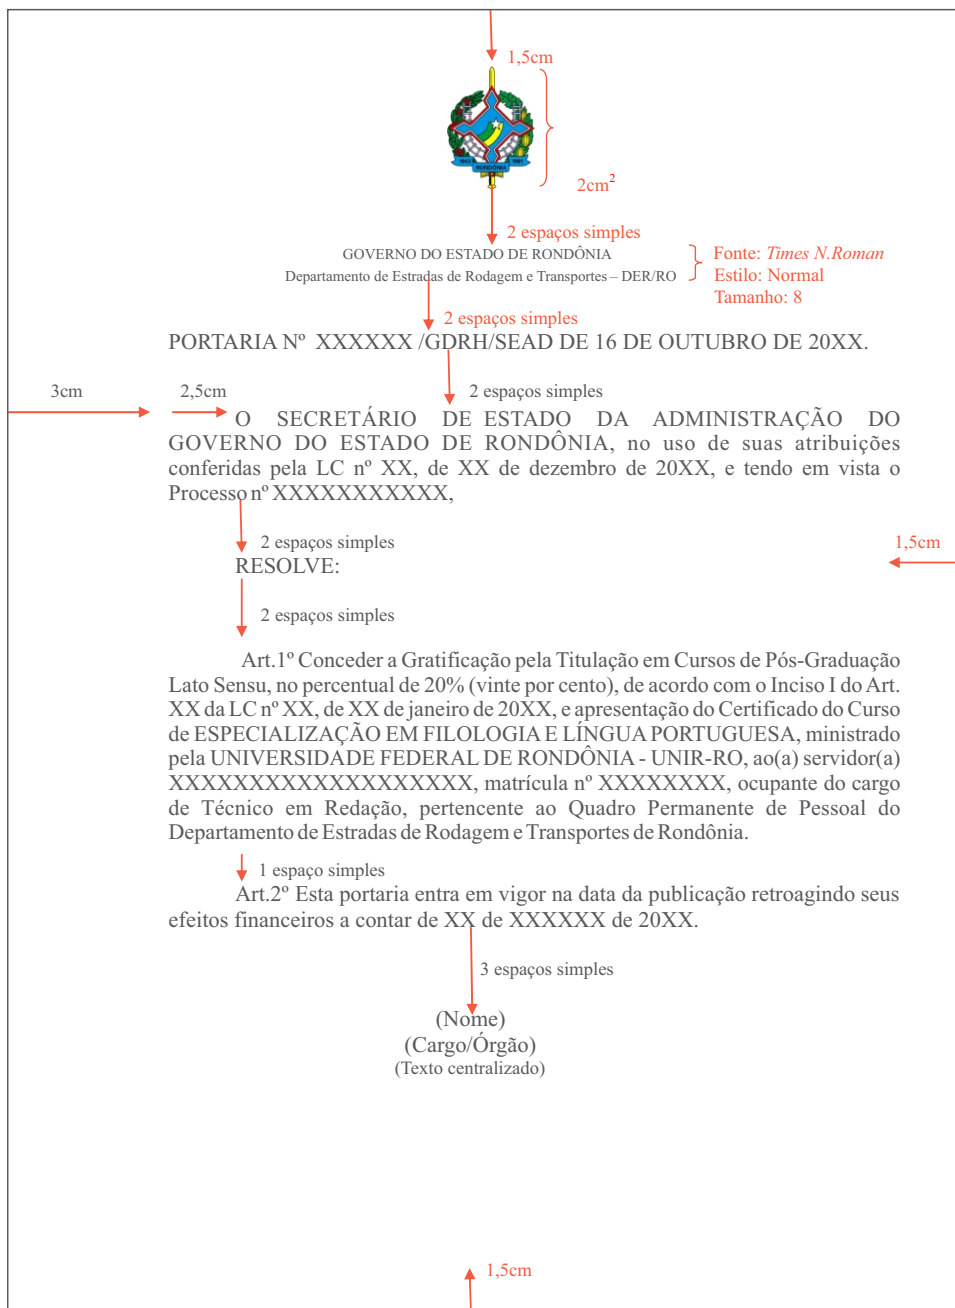 1,5cm
1943 RONDÔNIA 1981
2cm²
2 espaços simples
GOVERNO DO ESTADO DE RONDÔNIA
Departamento de Estradas de Rodagem e Transportes – DER/RO
Fonte: Times N.Roman
Estilo: Normal
Tamanho: 8
2 espaços simples
PORTARIA Nº XXXXXX /GDRH/SEAD DE 16 DE OUTUBRO DE 20XX.
3cm
2,5cm
2 espaços simples
O SECRETÁRIO DE ESTADO DA ADMINISTRAÇÃO DO
GOVERNO DO ESTADO DE RONDÔNIA, no uso de suas atribuições
conferidas pela LC nº XX, de XX de dezembro de 20XX, e tendo em vista o
Processo nº XXXXXXXXXXX,
2 espaços simples
1,5cm
RESOLVE:
2 espaços simples
Art.1º Conceder a Gratificação pela Titulação em Cursos de Pós-Graduação
Lato Sensu, no percentual de 20% (vinte por cento), de acordo com o Inciso I do Art.
XX da LC nº XX, de XX de janeiro de 20XX, e apresentação do Certificado do Curso
de ESPECIALIZAÇÃO EM FILOLOGIA E LÍNGUA PORTUGUESA, ministrado
pela UNIVERSIDADE FEDERAL DE RONDÔNIA - UNIR-RO, ao(a) servidor(a)
XXXXXXXXXXXXXXXXXXX, matrícula nº XXXXXXXX, ocupante do cargo
de Técnico em Redação, pertencente ao Quadro Permanente de Pessoal do
Departamento de Estradas de Rodagem e Transportes de Rondônia.
1 espaço simples
Art.2º Esta portaria entra em vigor na data da publicação retroagindo seus
efeitos financeiros a contar de XX de XXXXXX de 20XX.
3 espaços simples
(Nome)
(Cargo/Órgão)
(Texto centralizado)
1,5cm